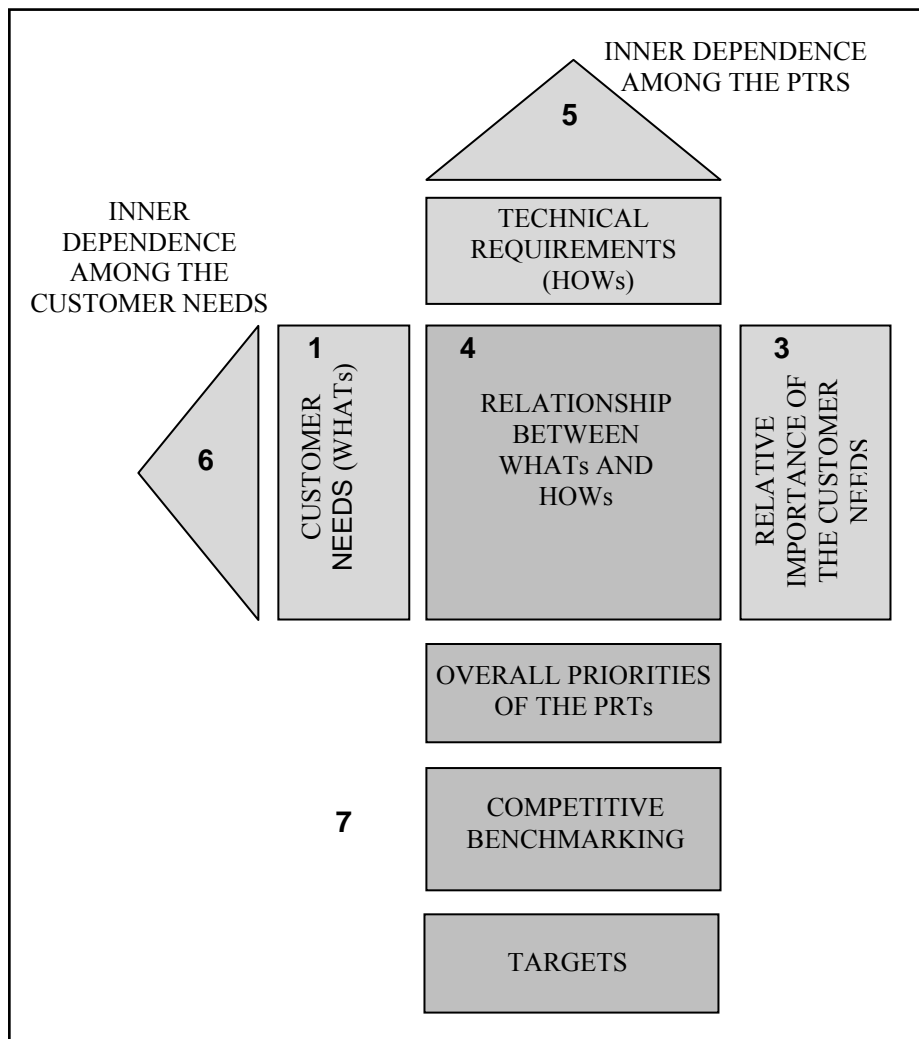 INNER DEPENDENCE
AMONG THE PTRS
5
TECHNICAL
REQUIREMENTS
(HOWs)
INNER
DEPENDENCE
AMONG THE
CUSTOMER NEEDS
6
1
CUSTOMER
NEEDS (WHATs)
4
RELATIONSHIP
BETWEEN
WHATs AND
HOWs
3
RELATIVE
IMPORTANCE OF
THE CUSTOMER
NEEDS
OVERALL PRIORITIES
OF THE PRTs
7
COMPETITIVE
BENCHMARKING
TARGETS